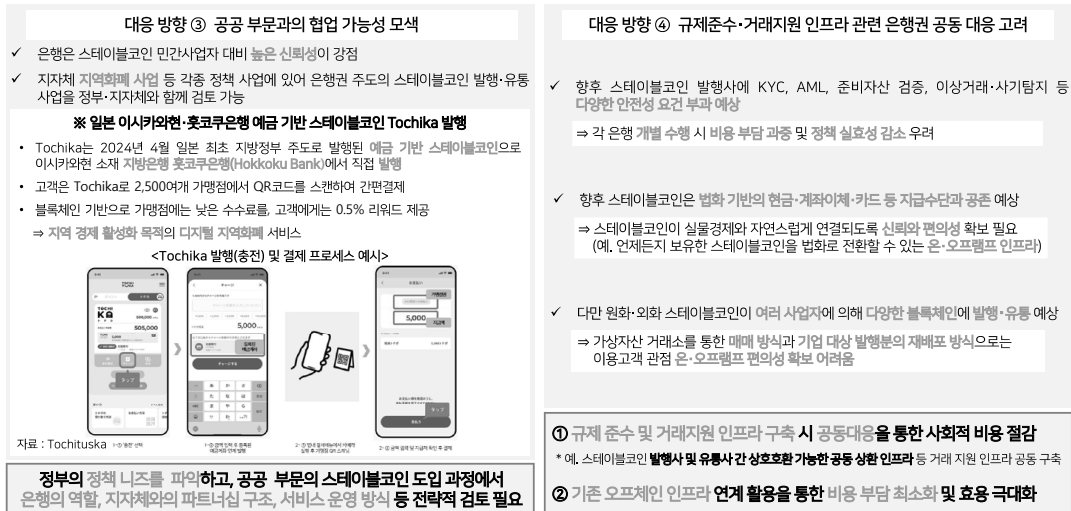 대응 방향 ③ 공공 부문과의 협업 가능성 모색
✓ 은행은 스테이블코인 민간사업자 대비 높은 신뢰성이 강점
✓ 지자체 지역화폐 사업 등 각종 정책 사업에 있어 은행권 주도의 스테이블코인 발행·유통
사업을 정부·지자체와 함께 검토 가능
※ 일본 이시카와현·홋코쿠은행 예금 기반 스테이블코인 Tochika 발행
• Tochika는 2024년 4월 일본 최초 지방정부 주도로 발행된 예금 기반 스테이블코인으로
이시카와현 소재 지방은행 홋코쿠은행(Hokkoku Bank)에서 직접 발행
• 고객은 Tochika로 2,500여개 가맹점에서 QR코드를 스캔하여 간편결제
• 블록체인 기반으로 가맹점에는 낮은 수수료를, 고객에게는 0.5% 리워드 제공
⇒ 지역 경제 활성화 목적의 디지털 지역화폐 서비스
<Tochika 발행(충전) 및 결제 프로세스 예시>
TOCHI
KA
505,000
チャージ
5,000
チャージする
タップ
5,000
タップ
자료 : Tochituska
정부의 정책 니즈를 파악하고, 공공 부문의 스테이블코인 도입 과정에서
은행의 역할, 지자체와의 파트너십 구조, 서비스 운영 방식 등 전략적 검토 필요
대응 방향 ④ 규제준수·거래지원 인프라 관련 은행권 공동 대응 고려
✓ 향후 스테이블코인 발행사에 KYC, AML, 준비자산 검증, 이상거래·사기탐지 등
다양한 안전성 요건 부과 예상
⇒ 각 은행 개별 수행 시 비용 부담 과중 및 정책 실효성 감소 우려
✓ 향후 스테이블코인은 법화 기반의 현금·계좌이체·카드 등 지급수단과 공존 예상
⇒ 스테이블코인이 실물경제와 자연스럽게 연결되도록 신뢰와 편의성 확보 필요
(예. 언제든지 보유한 스테이블코인을 법화로 전환할 수 있는 온·오프램프 인프라)
✓ 다만 원화·외화 스테이블코인이 여러 사업자에 의해 다양한 블록체인에 발행·유통 예상
⇒ 가상자산 거래소를 통한 매매 방식과 기업 대상 발행분의 재배포 방식으로는
이용고객 관점 온·오프램프 편의성 확보 어려움
① 규제 준수 및 거래지원 인프라 구축 시 공동대응을 통한 사회적 비용 절감
* 예. 스테이블코인 발행사 및 유통사 간 상호호환 가능한 공동 상환 인프라 등 거래 지원 인프라 공동 구축
② 기존 오프체인 인프라 연계 활용을 통한 비용 부담 최소화 및 효용 극대화